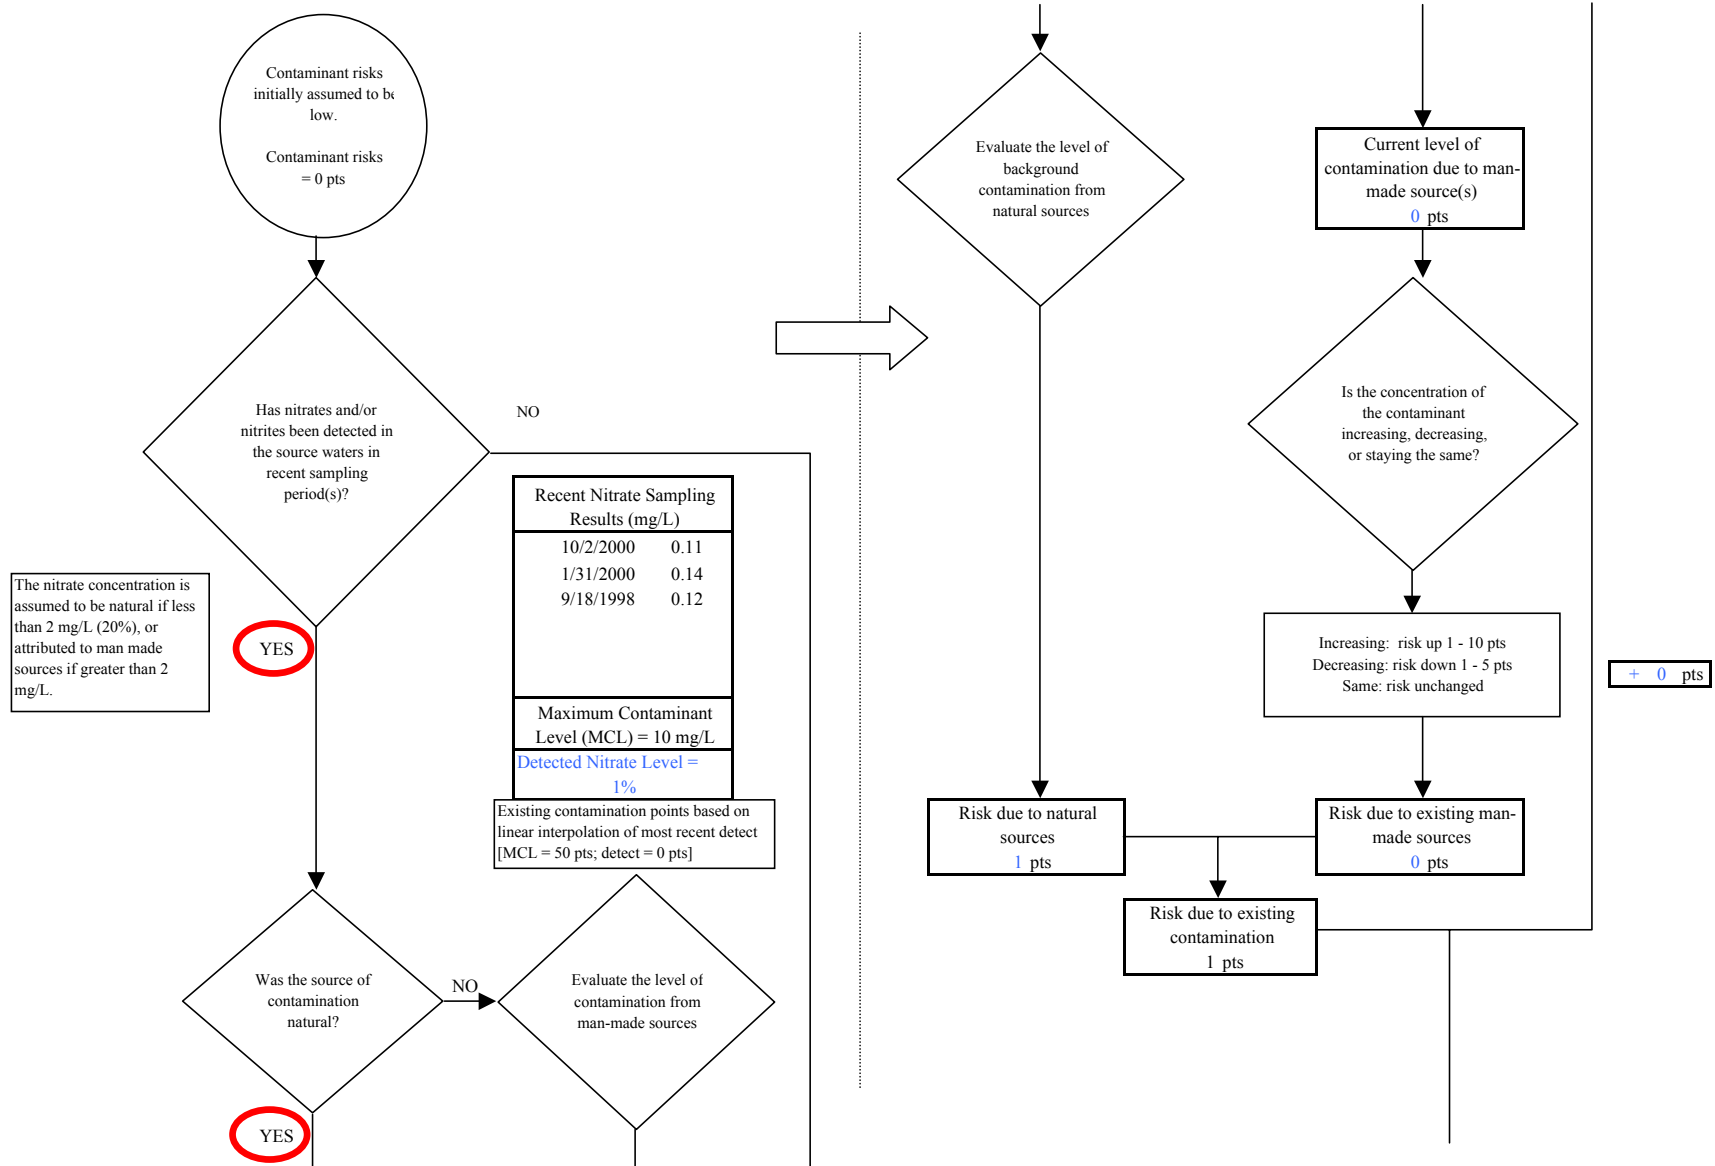 Contaminant risks
initially assumed to be
low.
Contaminant risks
= 0 pts
Has nitrates and/or
nitrites been detected in
the source waters in
recent sampling
period(s)?
NO
The nitrate concentration is
assumed to be natural if less
than 2 mg/L (20%), or
attributed to man made
sources if greater than 2
mg/L.
YES
Recent Nitrate Sampling
Results (mg/L)
10/2/2000 0.11
1/31/2000 0.14
9/18/1998 0.12
Maximum Contaminant
Level (MCL) = 10 mg/L
Detected Nitrate Level =
1%
Existing contamination points based on
linear interpolation of most recent detect
[MCL = 50 pts; detect = 0 pts]
Was the source of
contamination
natural?
NO
Evaluate the level of
contamination from
man-made sources
YES
Evaluate the level of
background
contamination from
natural sources
Current level of
contamination due to man-
made source(s)
0 pts
Is the concentration of
the contaminant
increasing, decreasing,
or staying the same?
Increasing: risk up 1 - 10 pts
Decreasing: risk down 1 - 5 pts
Same: risk unchanged
+ 0 pts
Risk due to natural
sources
1 pts
Risk due to existing man-
made sources
0 pts
Risk due to existing
contamination
1 pts